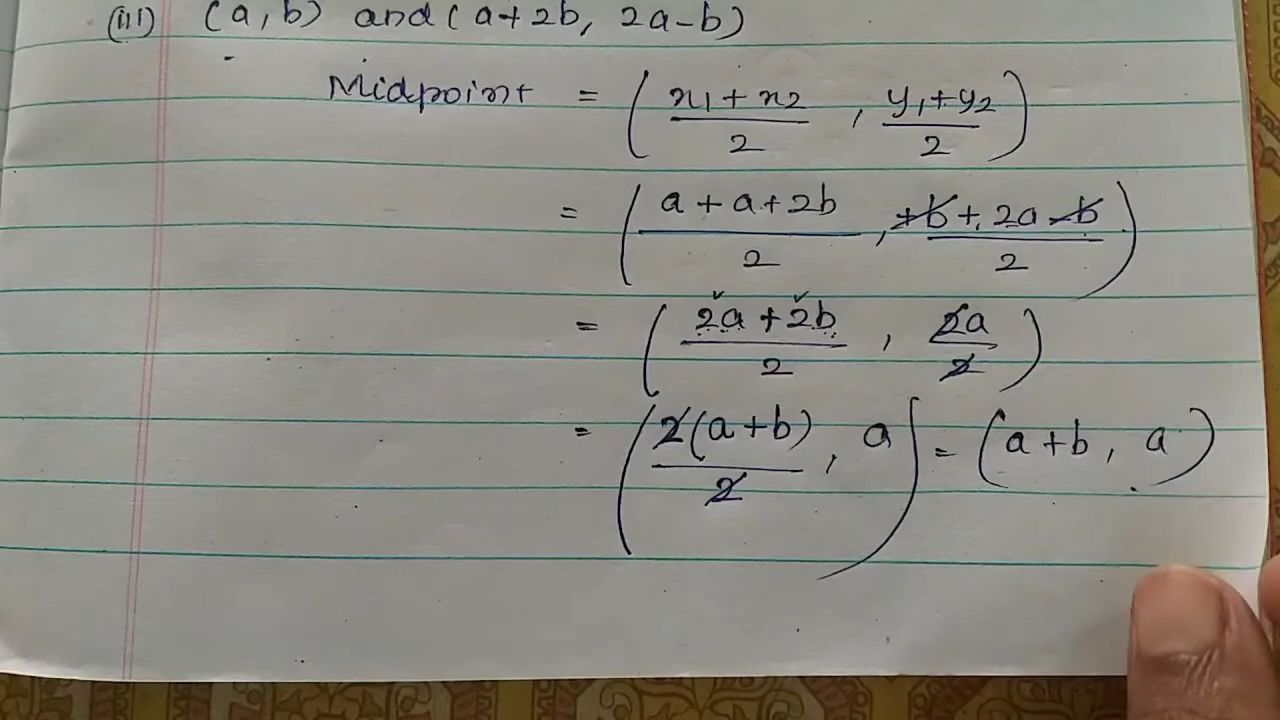 (iii) (a, b) and (a+2b, 2a-b)
Midpoint = ( x1 + x2 / 2 , y1 + y2 / 2 )
= ( a + a + 2b / 2 , +b + 2a - b / 2 )
= ( 2a + 2b / 2 , 2a / 2 )
= ( 2(a+b) / 2 , a ) = (a+b, a)